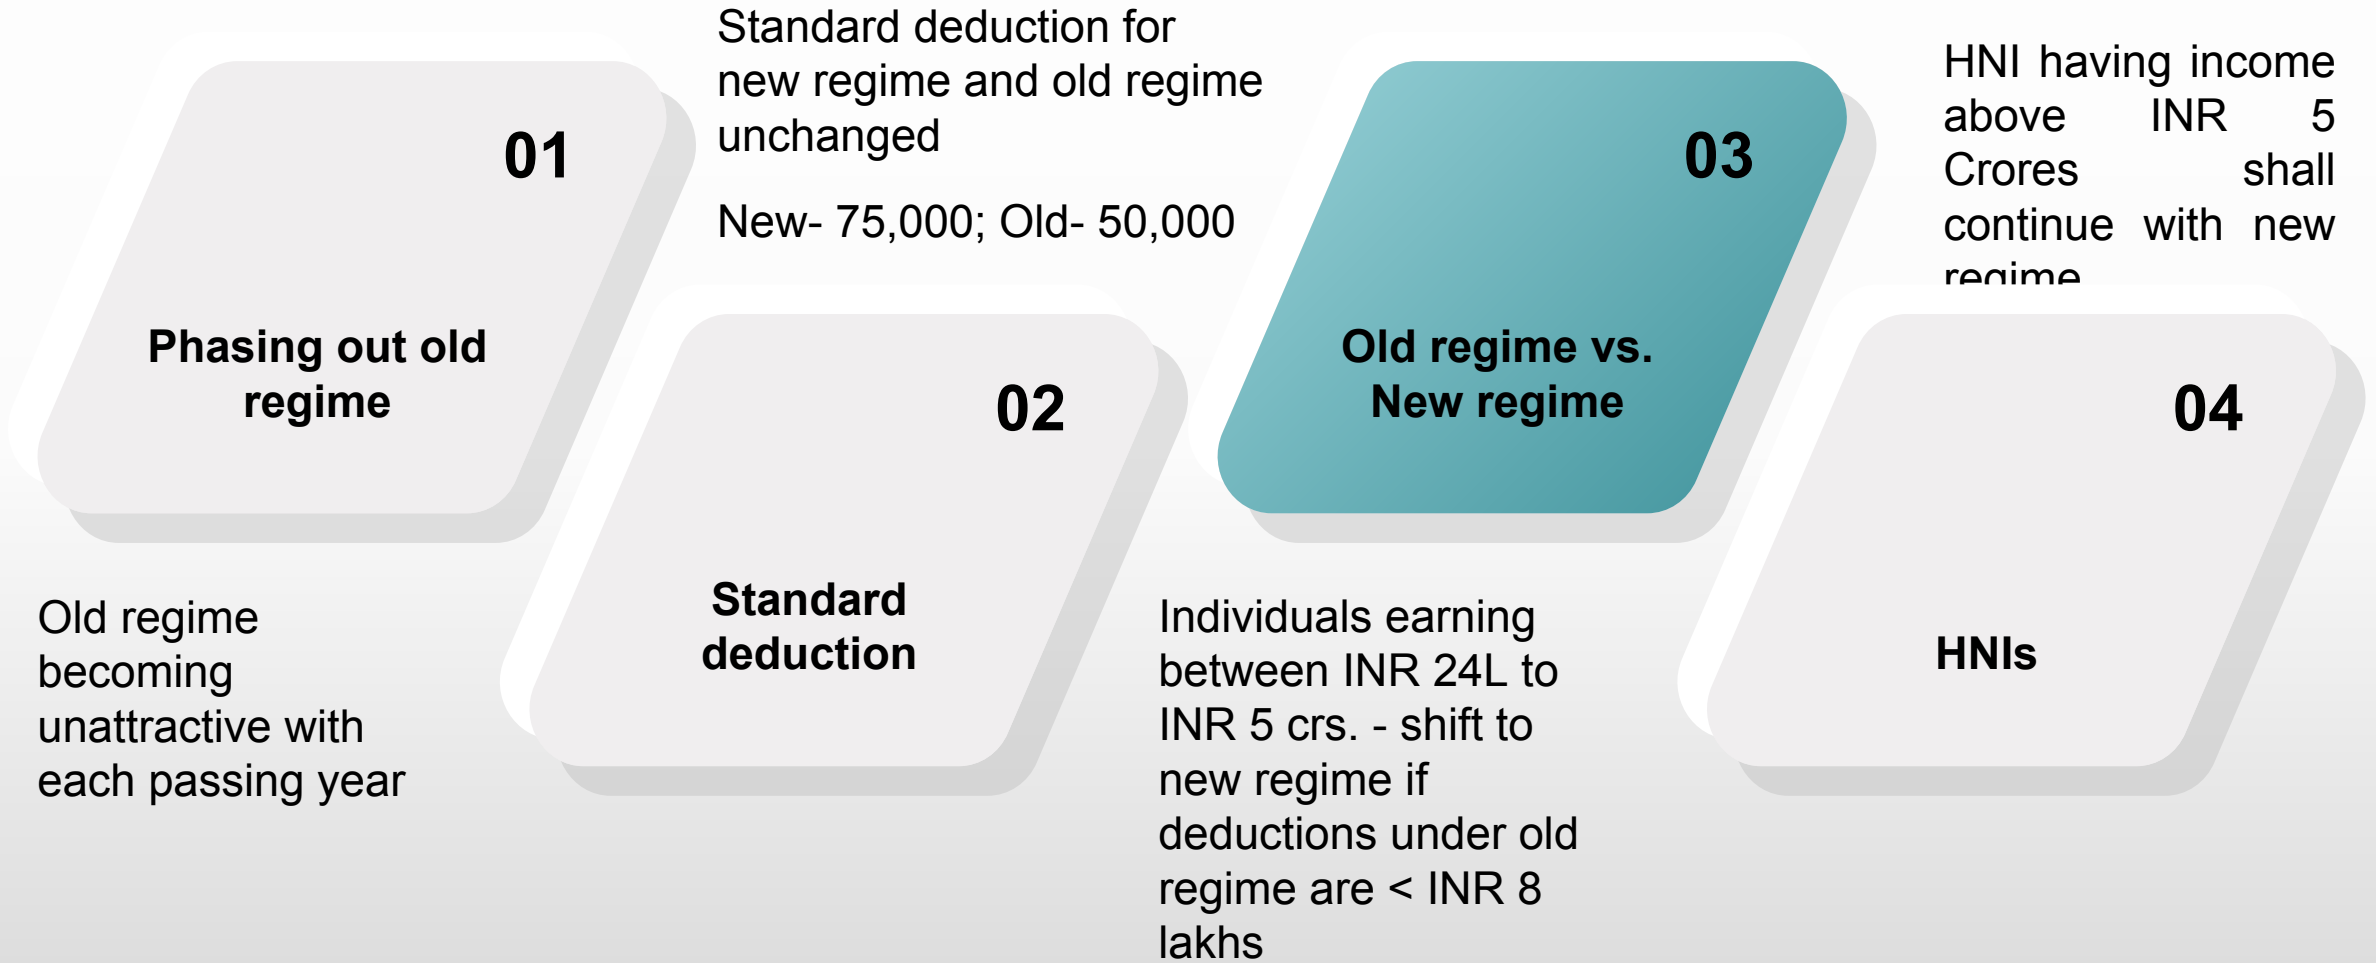 01
Phasing out old
regime
Old regime
becoming
unattractive with
each passing year
Standard deduction for
new regime and old regime
unchanged
New- 75,000; Old- 50,000
02
Standard
deduction
03
Old regime vs.
New regime
Individuals earning
between INR 24L to
INR 5 crs. - shift to
new regime if
deductions under old
regime are < INR 8
lakhs
HNI having income
above INR 5
Crores shall
continue with new
regime
04
HNIs